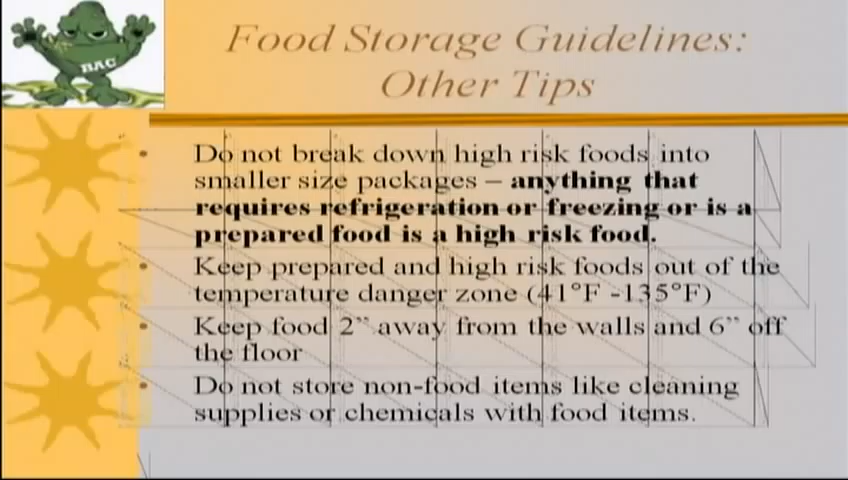 BAC
Food Storage Guidelines:
Other Tips
• Do not break down high risk foods into
smaller size packages – anything that
requires refrigeration or freezing or is a
prepared food is a high risk food.
• Keep prepared and high risk foods out of the
temperature danger zone (41°F -135°F)
• Keep food 2” away from the walls and 6” off
the floor
• Do not store non-food items like cleaning
supplies or chemicals with food items.